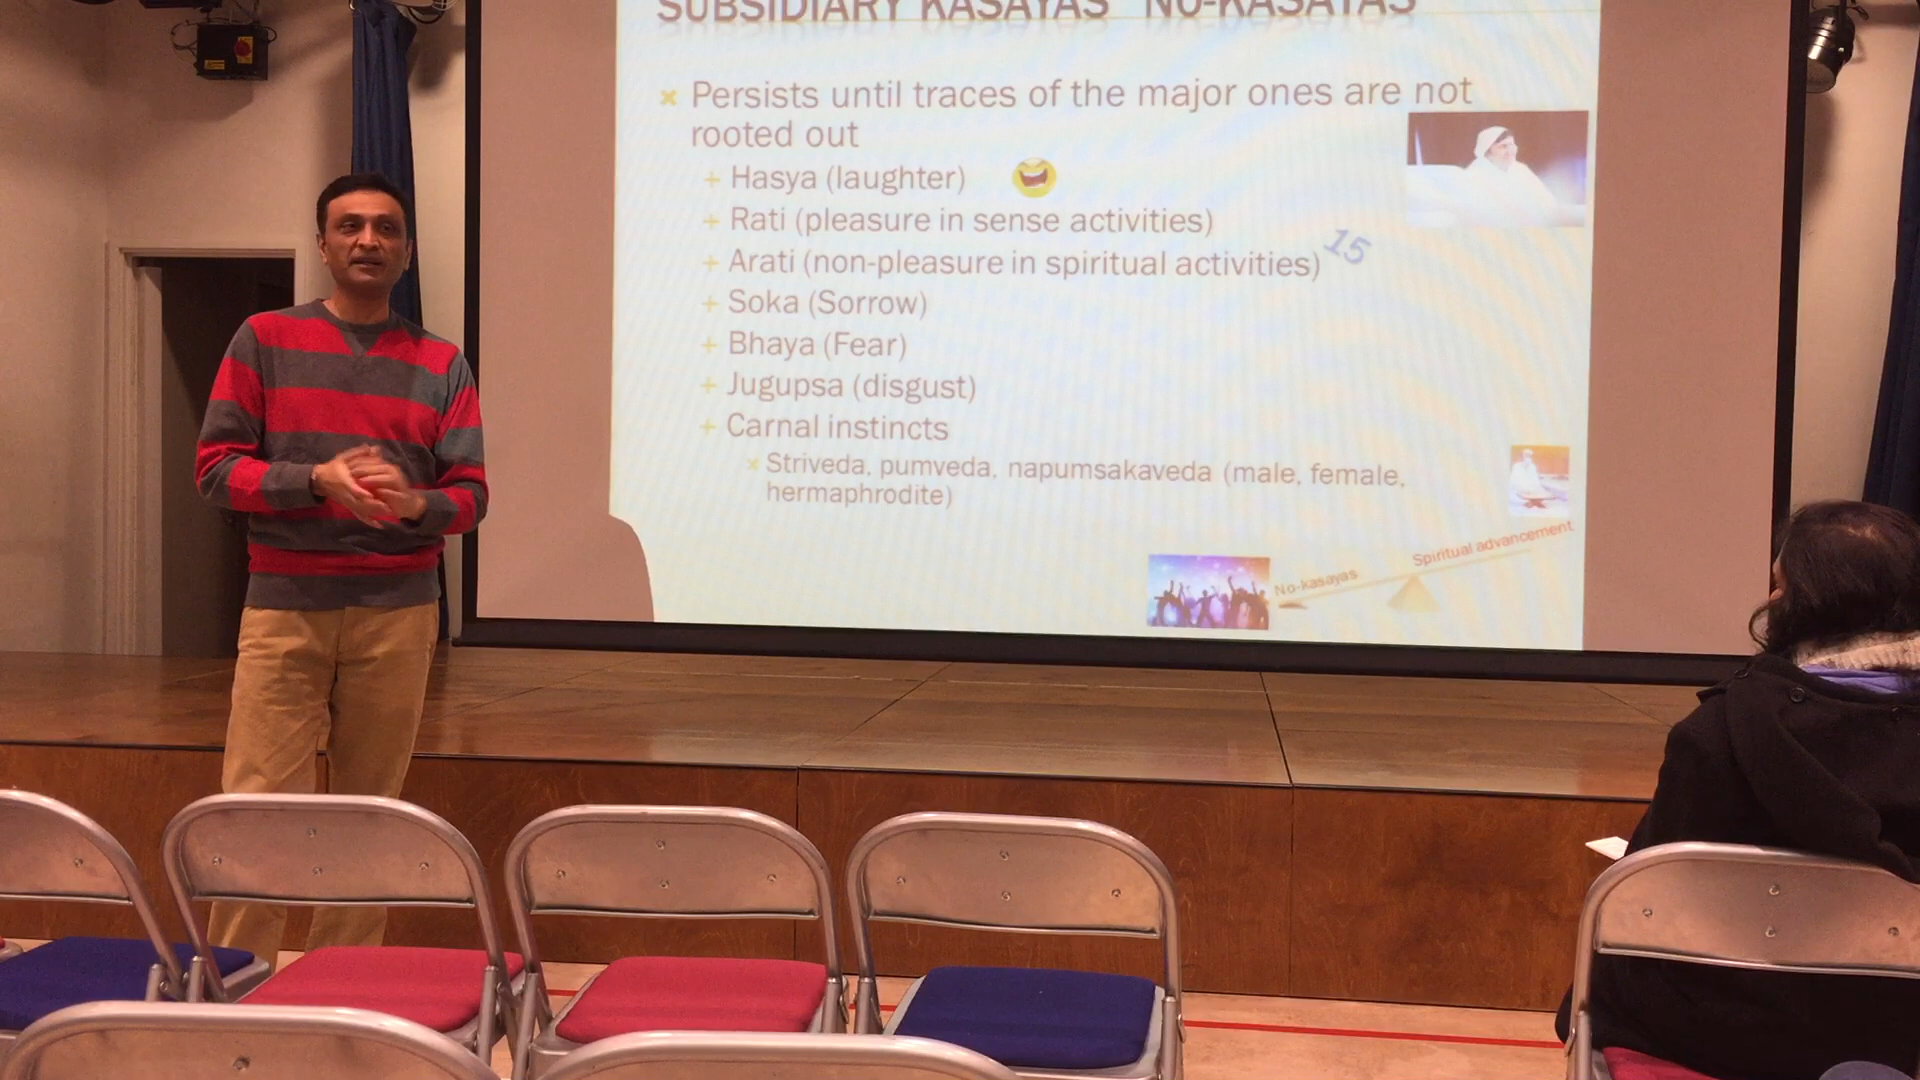 SUBSIDIARY KASAYAS NO-KASAYAS
Persists until traces of the major ones are not
rooted out
+ Hasya (laughter)
+ Rati (pleasure in sense activities)
15
+ Arati (non-pleasure in spiritual activities)
+ Soka (Sorrow)
+ Bhaya (Fear)
+ Jugupsa (disgust)
+ Carnal instincts
Striveda, pumveda, napumsakaveda (male, female,
hermaphrodite)
Spiritual advancement
No-kasayas